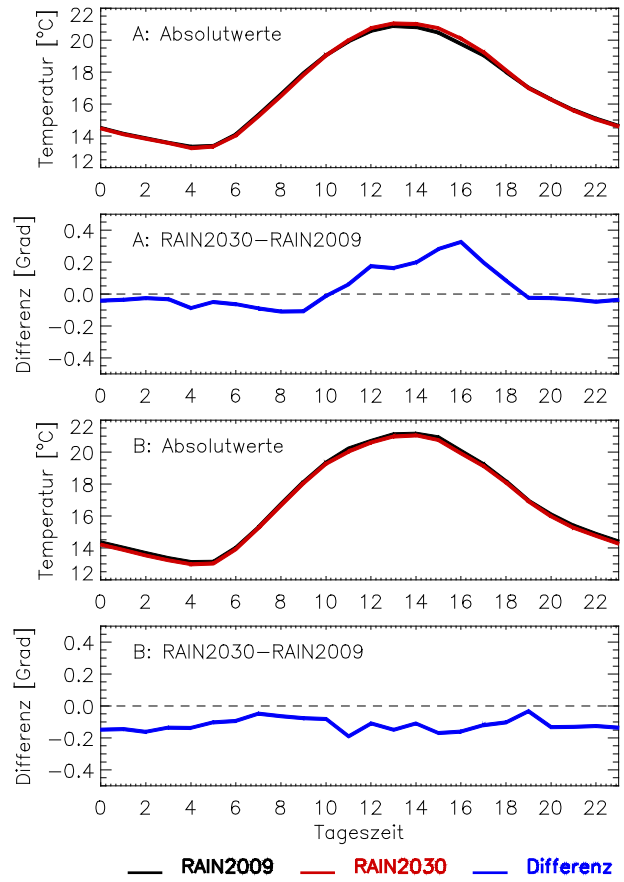 22
20
18
16
14
12
Temperatur [°C]
A: Absolutwerte
0 2 4 6 8 10 12 14 16 18 20 22
0.4
0.2
0.0
−0.2
−0.4
Differenz [Grad]
A: RAIN2030−RAIN2009
0 2 4 6 8 10 12 14 16 18 20 22
22
20
18
16
14
12
Temperatur [°C]
B: Absolutwerte
0 2 4 6 8 10 12 14 16 18 20 22
0.4
0.2
0.0
−0.2
−0.4
Differenz [Grad]
B: RAIN2030−RAIN2009
0 2 4 6 8 10 12 14 16 18 20 22
Tageszeit
RAIN2009 RAIN2030 Differenz